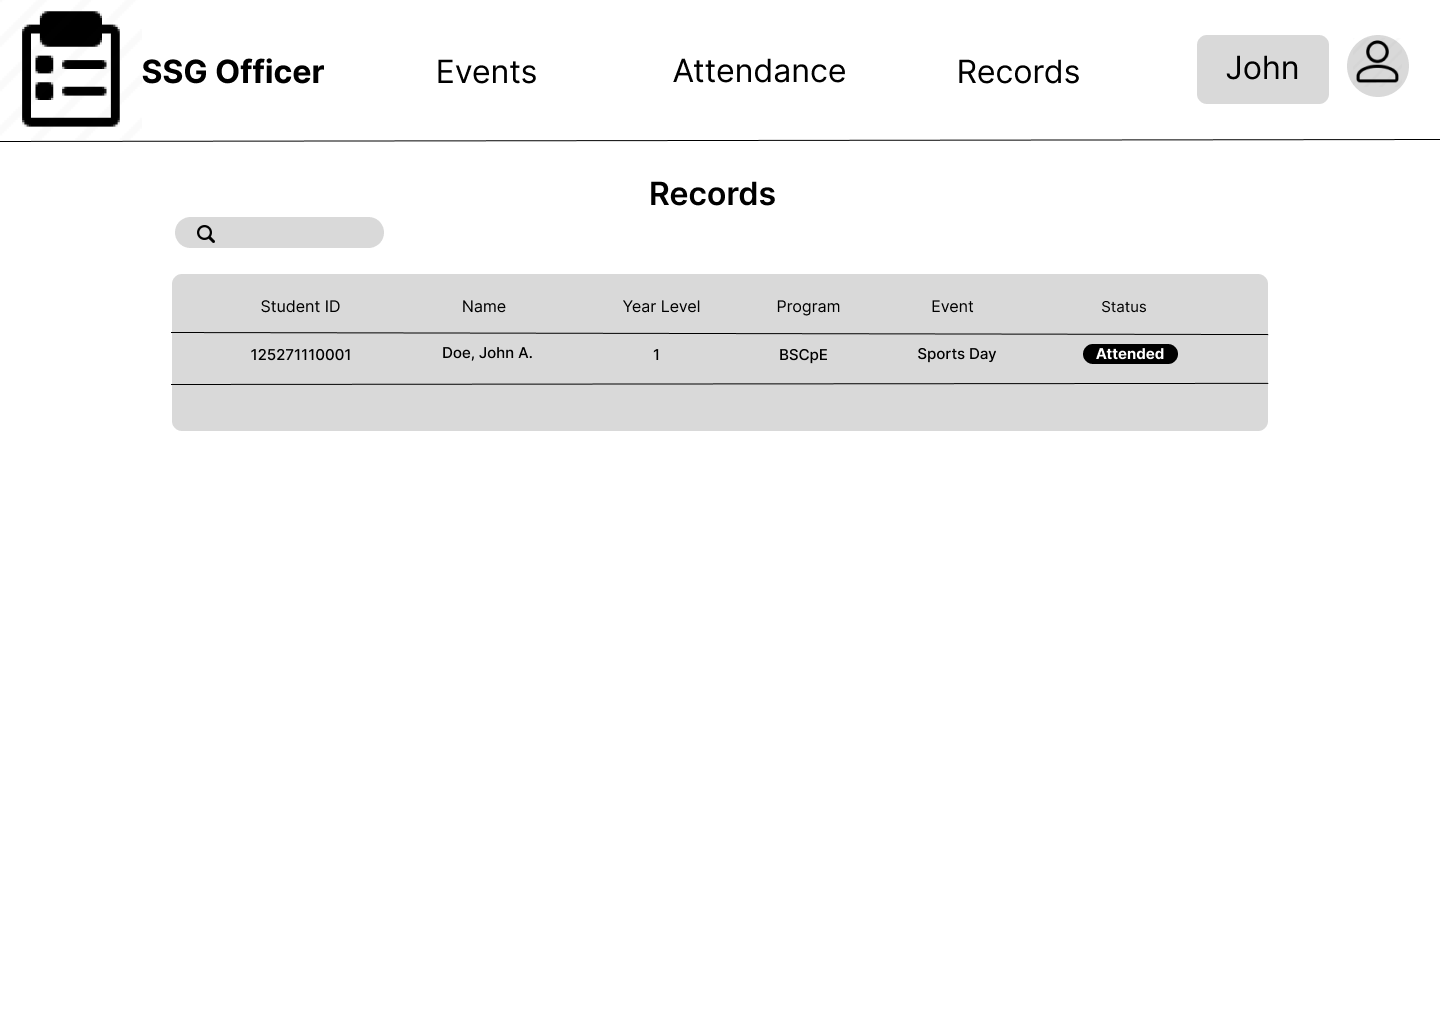 SSG Officer Events Attendance Records John
Records
Student ID Name Year Level Program Event Status
125271110001 Doe, John A. 1 BSCpE Sports Day Attended